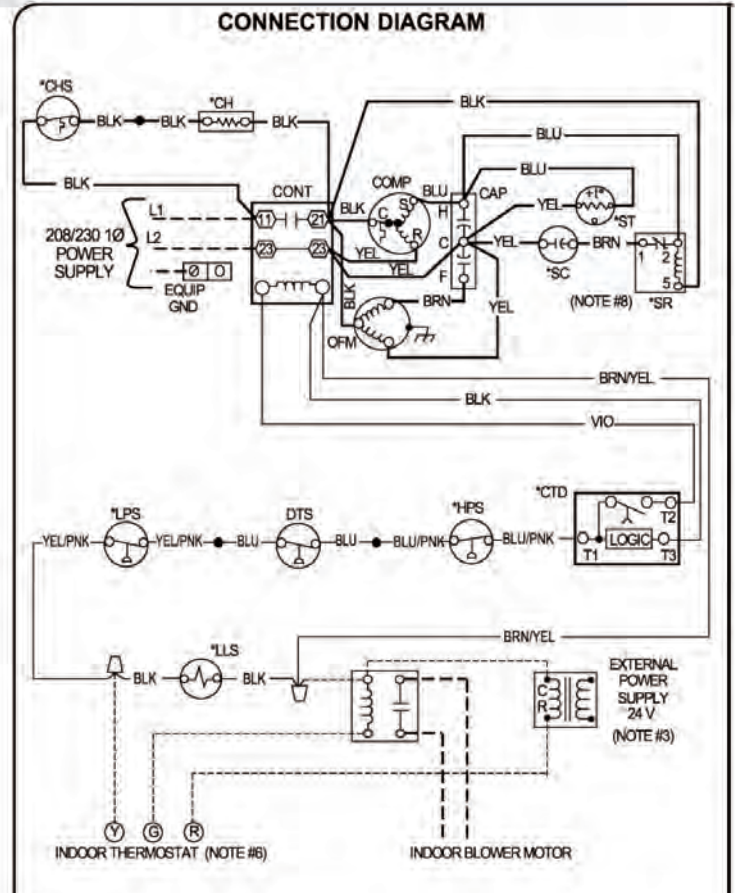 CONNECTION DIAGRAM
*CHS
*CH
BLK
BLK
BLK
BLK
BLK
BLU
BLU
CONT
COMP
BLK
BLU
CAP
L1
L2
208/230 1Ø
POWER
SUPPLY
11
21
23
23
C
S
R
H
C
F
YEL
YEL
YEL
YEL
+t°
*ST
*SC
BRN
1
2
5
(NOTE #8)
*SR
EQUIP
GND
BLK
BRN
YEL
OFM
BRN/YEL
BLK
VIO
*CTD
*LPS
DTS
*HPS
T2
YEL/PNK
YEL/PNK
BLU
BLU
BLU/PNK
BLU/PNK
LOGIC
T1
T3
BRN/YEL
*LLS
BLK
BLK
C
R
EXTERNAL
POWER
SUPPLY
24 V
(NOTE #3)
Y
G
R
INDOOR THERMOSTAT (NOTE #6)
INDOOR BLOWER MOTOR